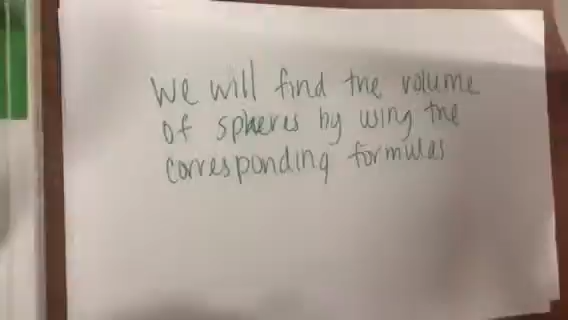 We will find the volume
of spheres by using the
corresponding formulas